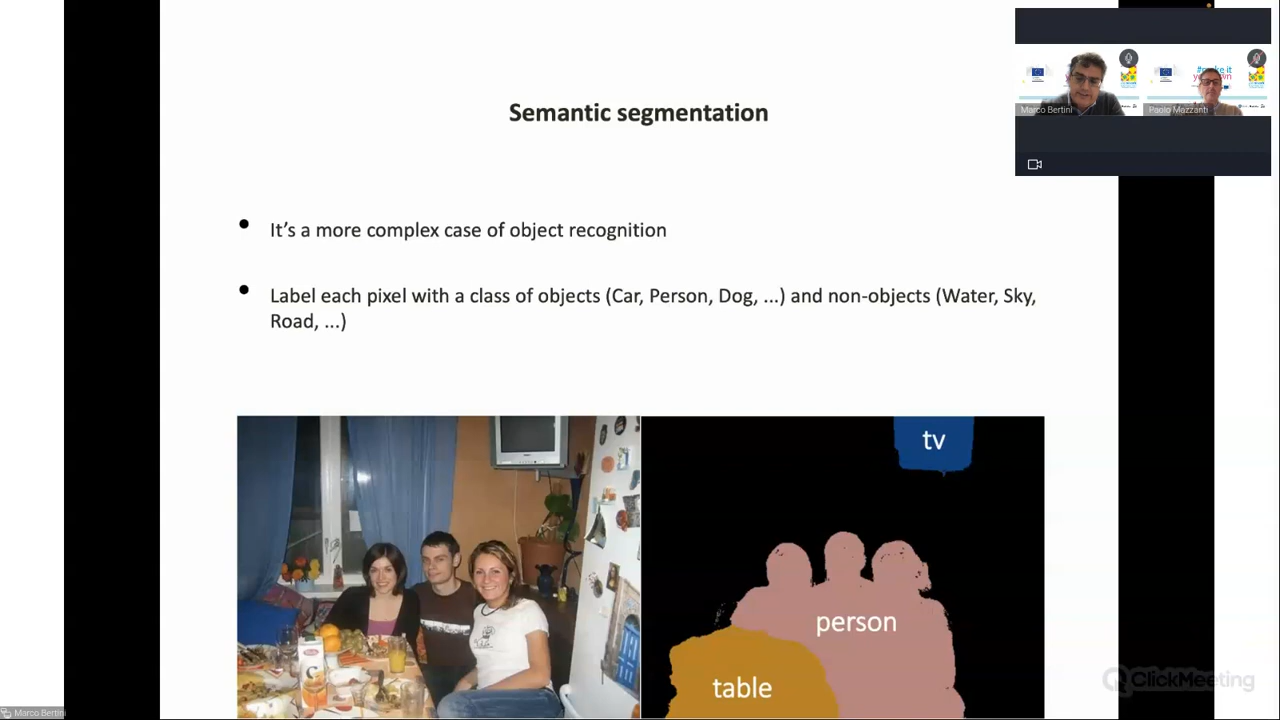 Semantic segmentation
Marco Bertini
Paolo Mazzanti
It’s a more complex case of object recognition
Label each pixel with a class of objects (Car, Person, Dog, ...) and non-objects (Water, Sky,
Road, ...)
tv
person
table
ClickMeeting
Marco Bertini